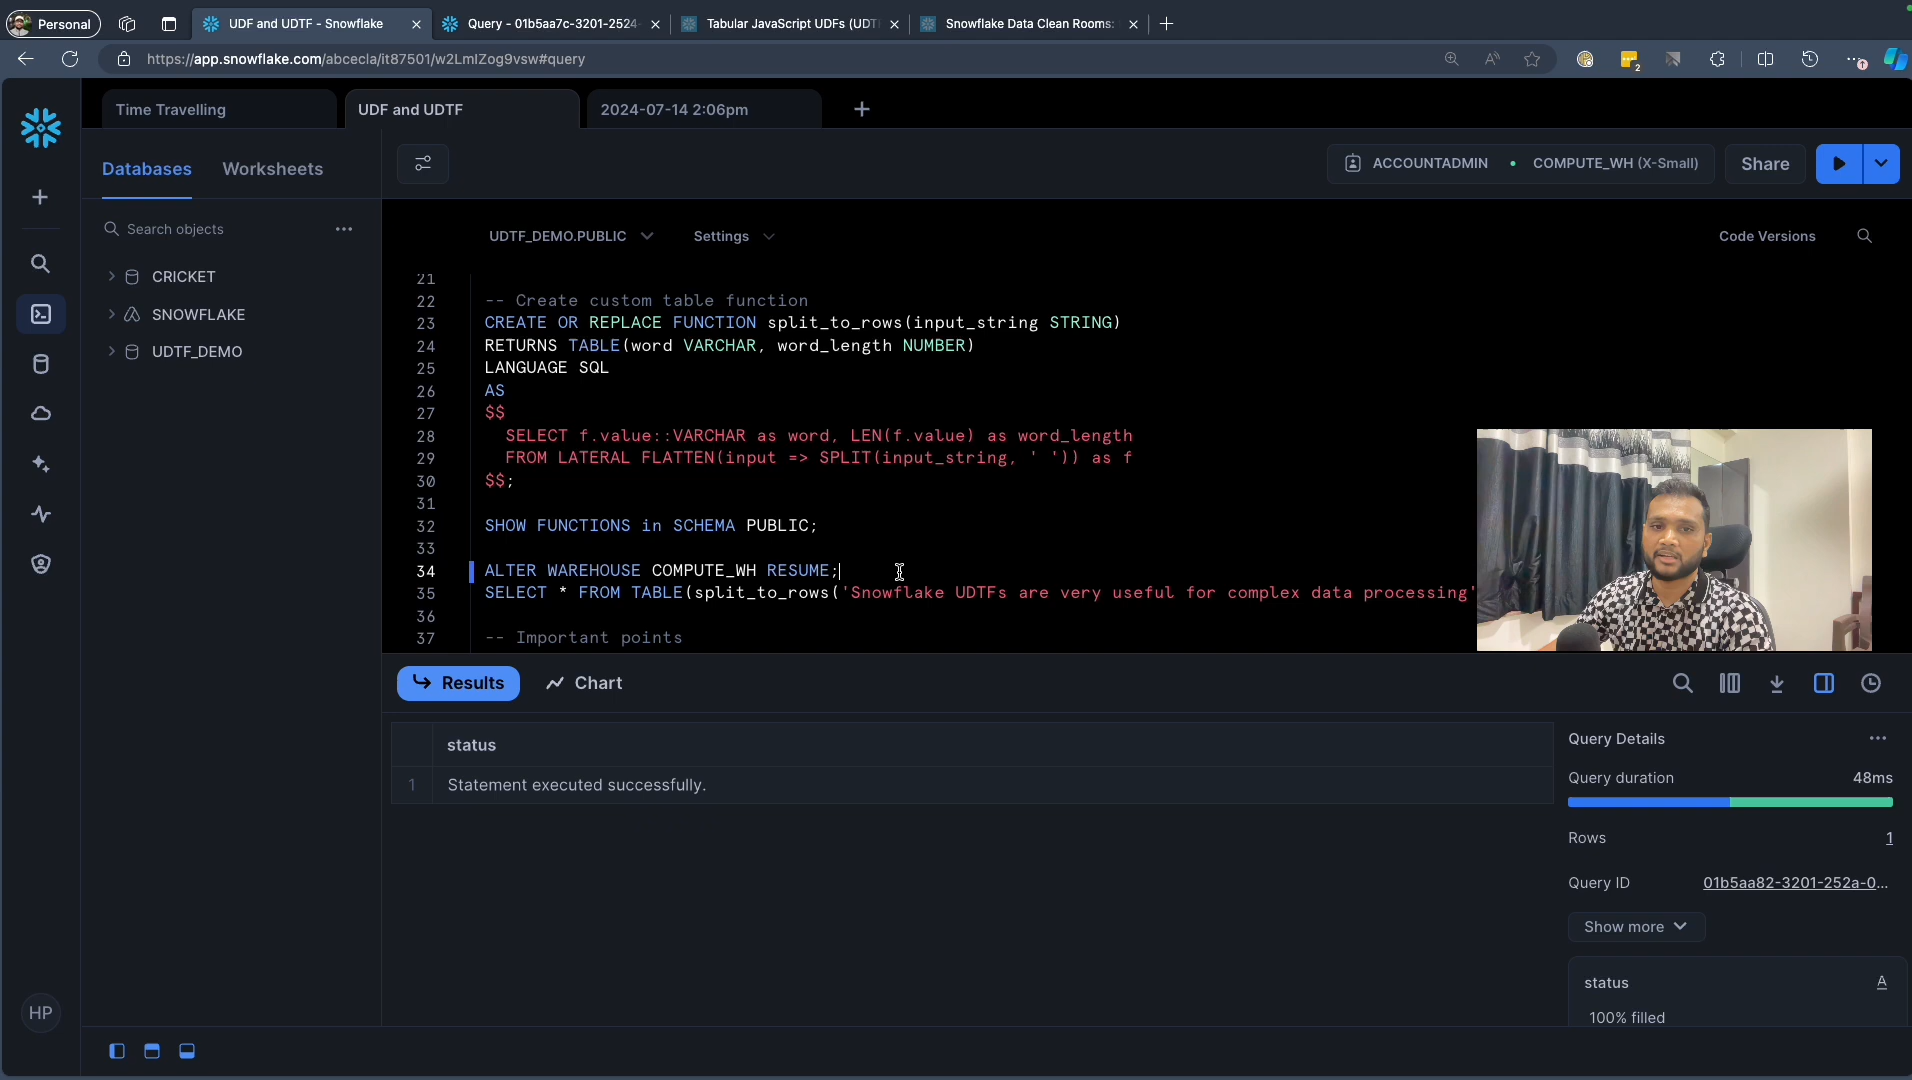 Personal
UDF and UDTF - Snowflake
Query - 01b5aa7c-3201-2524-
Tabular JavaScript UDFs (UDT
Snowflake Data Clean Rooms:
https://app.snowflake.com/abcecla/it87501/w2LmIZog9vsw#query
2
Time Travelling
UDF and UDTF
2024-07-14 2:06pm
Databases
Worksheets
ACCOUNTADMIN
COMPUTE_WH (X-Small)
Share
Search objects
UDTF_DEMO.PUBLIC
Settings
Code Versions
CRICKET
SNOWFLAKE
UDTF_DEMO
21
22 -- Create custom table function
23 CREATE OR REPLACE FUNCTION split_to_rows(input_string STRING)
24 RETURNS TABLE(word VARCHAR, word_length NUMBER)
25 LANGUAGE SQL
26 AS
27 $$
28 SELECT f.value::VARCHAR as word, LEN(f.value) as word_length
29 FROM LATERAL FLATTEN(input => SPLIT(input_string, ' ')) as f
30 $$;
31
32 SHOW FUNCTIONS in SCHEMA PUBLIC;
33
34 ALTER WAREHOUSE COMPUTE_WH RESUME;
35 SELECT * FROM TABLE(split_to_rows('Snowflake UDTFs are very useful for complex data processing'
36
37 -- Important points
Results
Chart
status
1 Statement executed successfully.
Query Details
Query duration 48ms
Rows 1
Query ID 01b5aa82-3201-252a-0...
Show more
status A
100% filled
HP